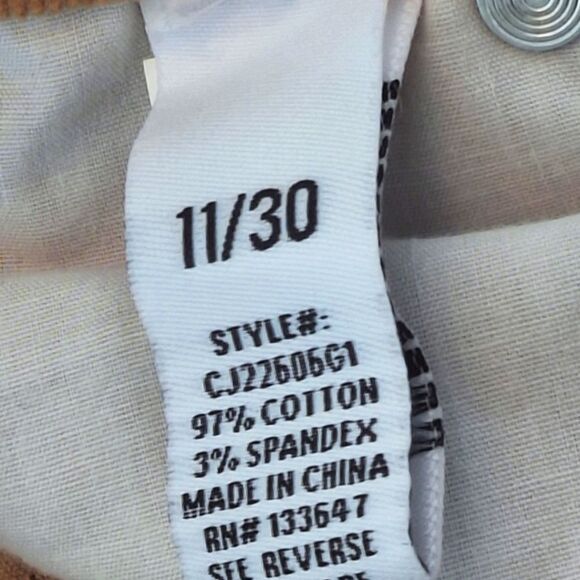 11/30
STYLE#:
CJ22606G1
97% COTTON
3% SPANDEX
MADE IN CHINA
RN# 133647
SEE REVERSE